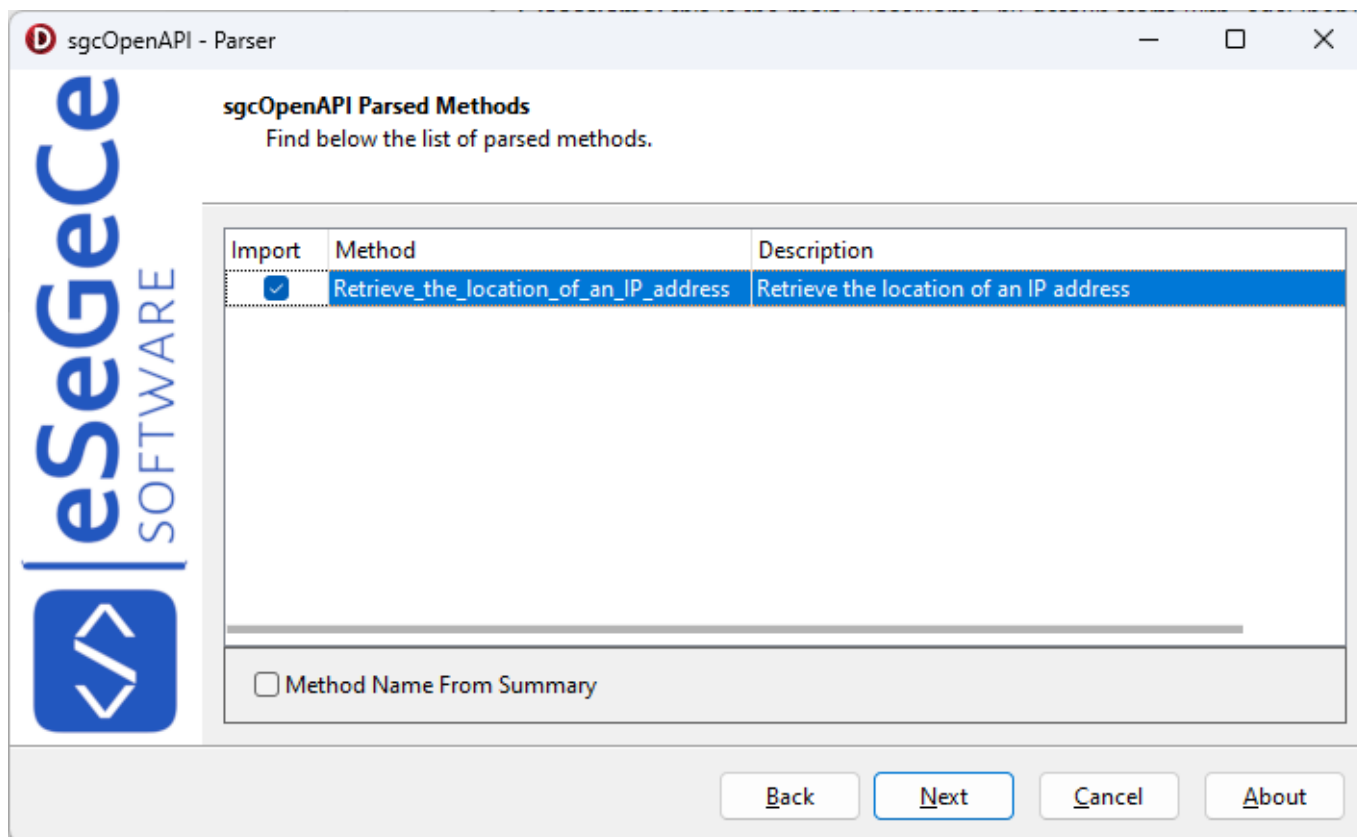 sgcOpenAPI - Parser
eSeGeCe
SOFTWARE
</>
sgcOpenAPI Parsed Methods
Find below the list of parsed methods.
Import Method Description
Retrieve_the_location_of_an_IP_address Retrieve the location of an IP address
Method Name From Summary
Back Next Cancel About